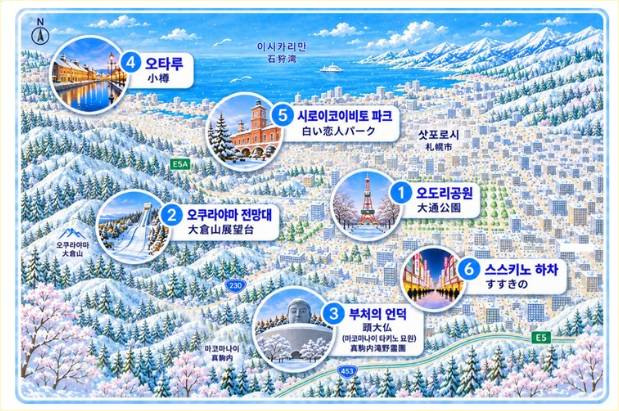 N
이시카리만
石狩湾
4 오타루
小樽
5 시로이코이비토 파크
白い恋人パーク
삿포로시
札幌市
E5A
1 오도리공원
大通公園
2 오쿠라야마 전망대
大倉山展望台
오쿠라야마
大倉山
6 스스키노 하차
すすきの
230
3 부처의 언덕
頭大仏
(마코마나이 타키노 묘원)
真駒内滝野霊園
마코마나이
真駒内
E5
453